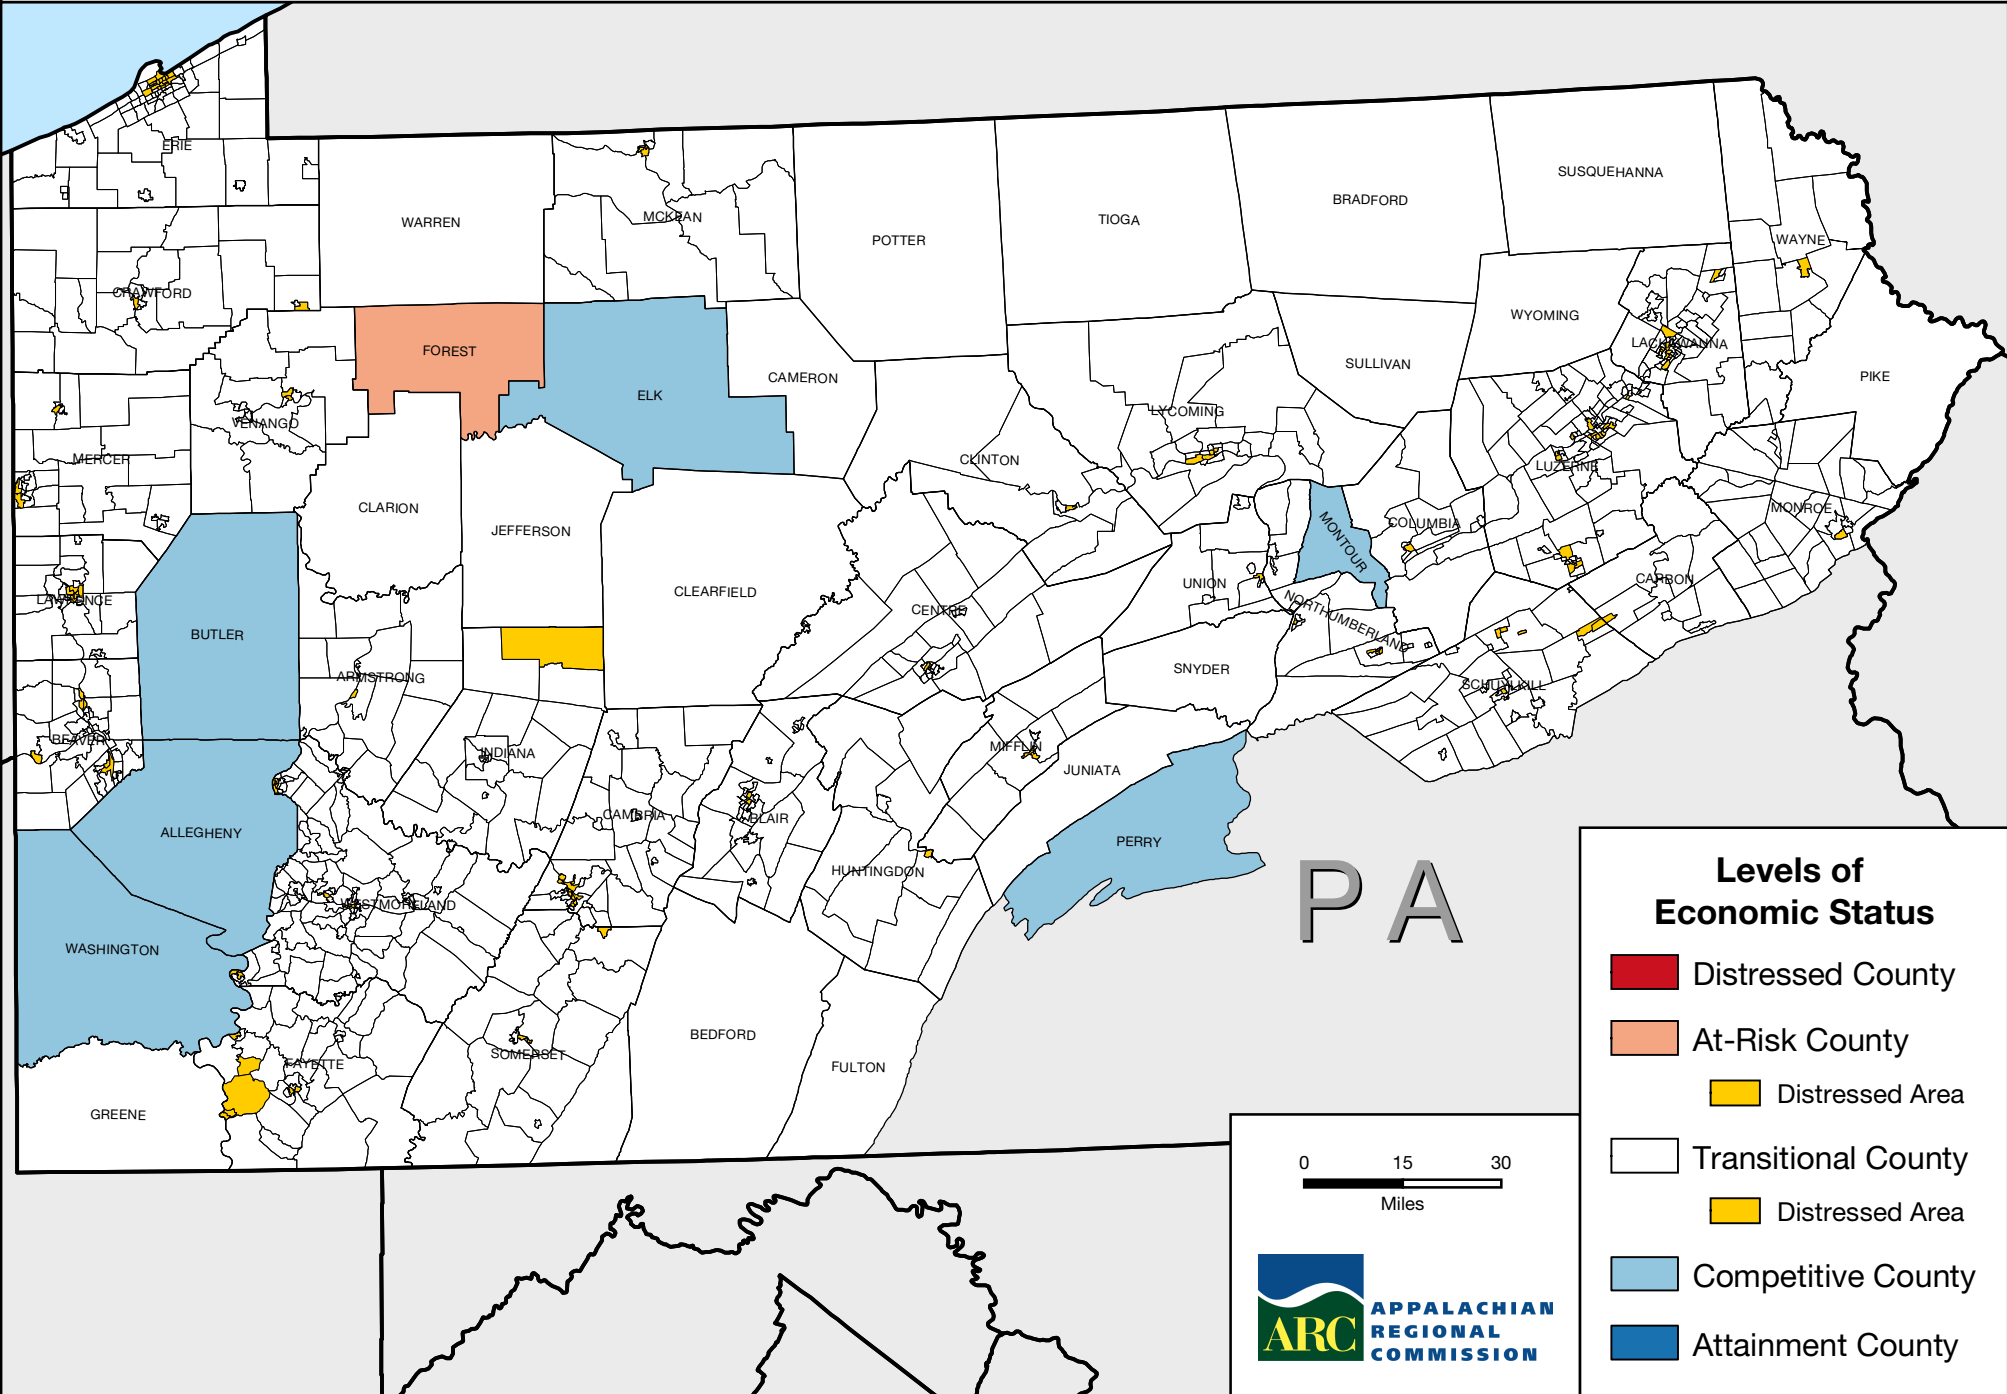 ERIE
WARREN
MCKEAN
POTTER
TIOGA
BRADFORD
SUSQUEHANNA
WAYNE
CRAWFORD
FOREST
ELK
CAMERON
SULLIVAN
WYOMING
LACKAWANNA
PIKE
VENANGO
MERCER
CLARION
JEFFERSON
CLINTON
LYCOMING
LUZERNE
MONROE
COLUMBIA
MONTOUR
CLEARFIELD
CENTRE
UNION
NORTHUMBERLAND
CARBON
LAWRENCE
BUTLER
ARMSTRONG
SNYDER
SCHUYLKILL
BEAVER
INDIANA
MIFFLIN
JUNIATA
ALLEGHENY
CAMBRIA
BLAIR
PERRY
HUNTINGDON
WESTMORELAND
WASHINGTON
BEDFORD
SOMERSET
FAYETTE
FULTON
GREENE
PA
Levels of
Economic Status
Distressed County
At-Risk County
Distressed Area
Transitional County
Distressed Area
Competitive County
Attainment County
0 15 30
Miles
ARC
APPALACHIAN
REGIONAL
COMMISSION